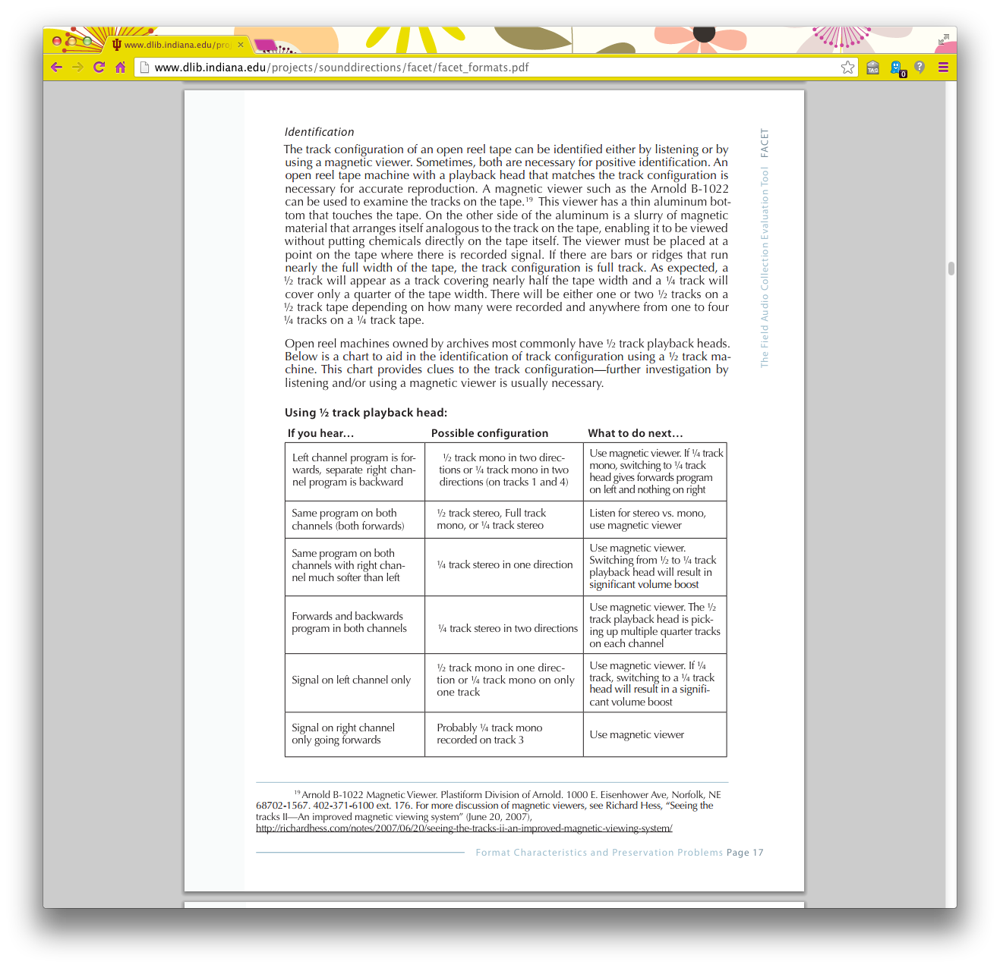 www.dlib.indiana.edu/pro
www.dlib.indiana.edu/projects/sounddirections/facet/facet_formats.pdf
TAG
0
?
Identification
The track configuration of an open reel tape can be identified either by listening or by
using a magnetic viewer. Sometimes, both are necessary for positive identification. An
open reel tape machine with a playback head that matches the track configuration is
necessary for accurate reproduction. A magnetic viewer such as the Arnold B-1022
can be used to examine the tracks on the tape.19 This viewer has a thin aluminum bot-
tom that touches the tape. On the other side of the aluminum is a slurry of magnetic
material that arranges itself analogous to the track on the tape, enabling it to be viewed
without putting chemicals directly on the tape itself. The viewer must be placed at a
point on the tape where there is recorded signal. If there are bars or ridges that run
nearly the full width of the tape, the track configuration is full track. As expected, a
½ track will appear as a track covering nearly half the tape width and a ¼ track will
cover only a quarter of the tape width. There will be either one or two ½ tracks on a
½ track tape depending on how many were recorded and anywhere from one to four
¼ tracks on a ¼ track tape.
Open reel machines owned by archives most commonly have ½ track playback heads.
Below is a chart to aid in the identification of track configuration using a ½ track ma-
chine. This chart provides clues to the track configuration—further investigation by
listening and/or using a magnetic viewer is usually necessary.
Using ½ track playback head:
If you hear…
Possible configuration
What to do next…
Left channel program is for-
wards, separate right chan-
nel program is backward
½ track mono in two direc-
tions or ¼ track mono in two
directions (on tracks 1 and 4)
Use magnetic viewer. If ¼ track
mono, switching to ¼ track
head gives forwards program
on left and nothing on right
Same program on both
channels (both forwards)
½ track stereo, Full track
mono, or ¼ track stereo
Listen for stereo vs. mono,
use magnetic viewer
Same program on both
channels with right chan-
nel much softer than left
¼ track stereo in one direction
Use magnetic viewer.
Switching from ½ to ¼ track
playback head will result in
significant volume boost
Forwards and backwards
program in both channels
¼ track stereo in two directions
Use magnetic viewer. The ½
track playback head is pick-
ing up multiple quarter tracks
on each channel
Signal on left channel only
½ track mono in one direc-
tion or ¼ track mono on only
one track
Use magnetic viewer. If ¼
track, switching to a ¼ track
head will result in a signifi-
cant volume boost
Signal on right channel
only going forwards
Probably ¼ track mono
recorded on track 3
Use magnetic viewer
19 Arnold B-1022 Magnetic Viewer. Plastiform Division of Arnold. 1000 E. Eisenhower Ave, Norfolk, NE
68702-1567. 402-371-6100 ext. 176. For more discussion of magnetic viewers, see Richard Hess, “Seeing the
tracks II—An improved magnetic viewing system” (June 20, 2007),
http://richardhess.com/notes/2007/06/20/seeing-the-tracks-ii-an-improved-magnetic-viewing-system/
Format Characteristics and Preservation Problems Page 17
The Field Audio Collection Evaluation Tool FACET